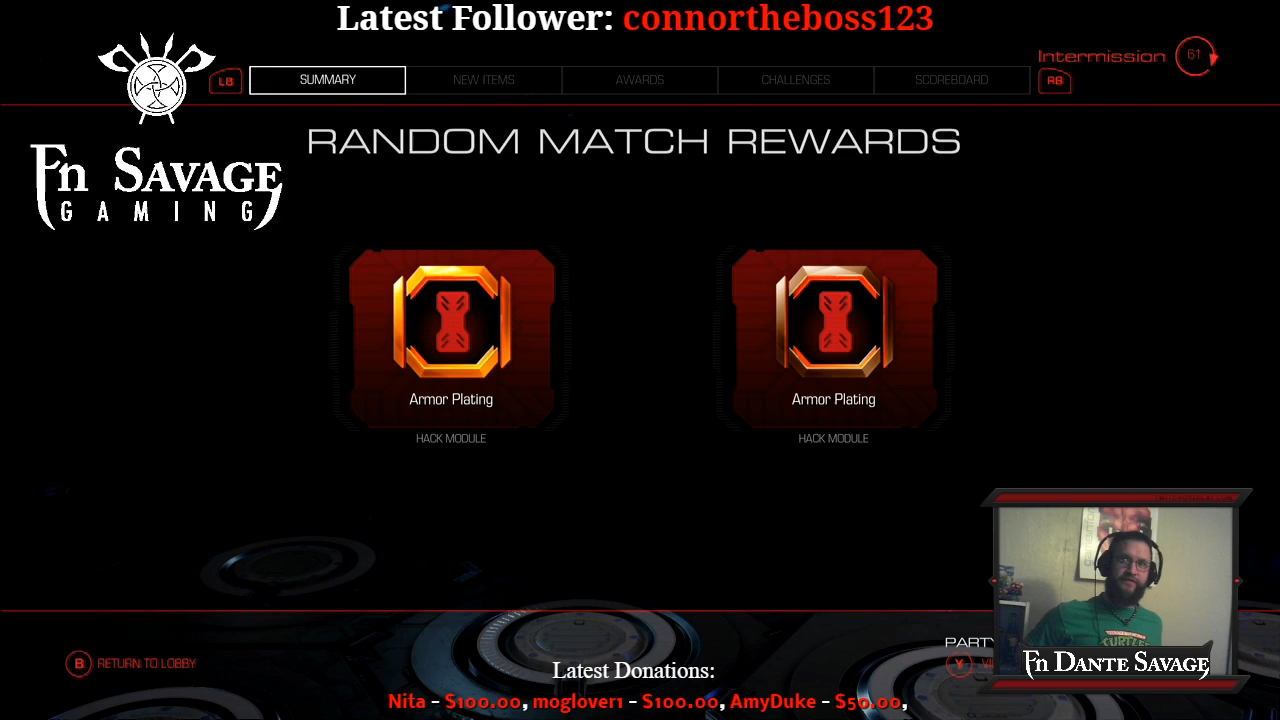 Latest Follower: connortheboss123
LB
SUMMARY
NEW ITEMS
AWARDS
CHALLENGES
SCOREBOARD
RB
Intermission
61
RANDOM MATCH REWARDS
Fn SAVAGE
GAMING
Armor Plating
HACK MODULE
Armor Plating
HACK MODULE
TURTLES
B RETURN TO LOBBY
PARTY
Y
Fn DANTE SAVAGE
Latest Donations:
Nita - $100.00, moglover1 - $100.00, AmyDuke - $50.00,